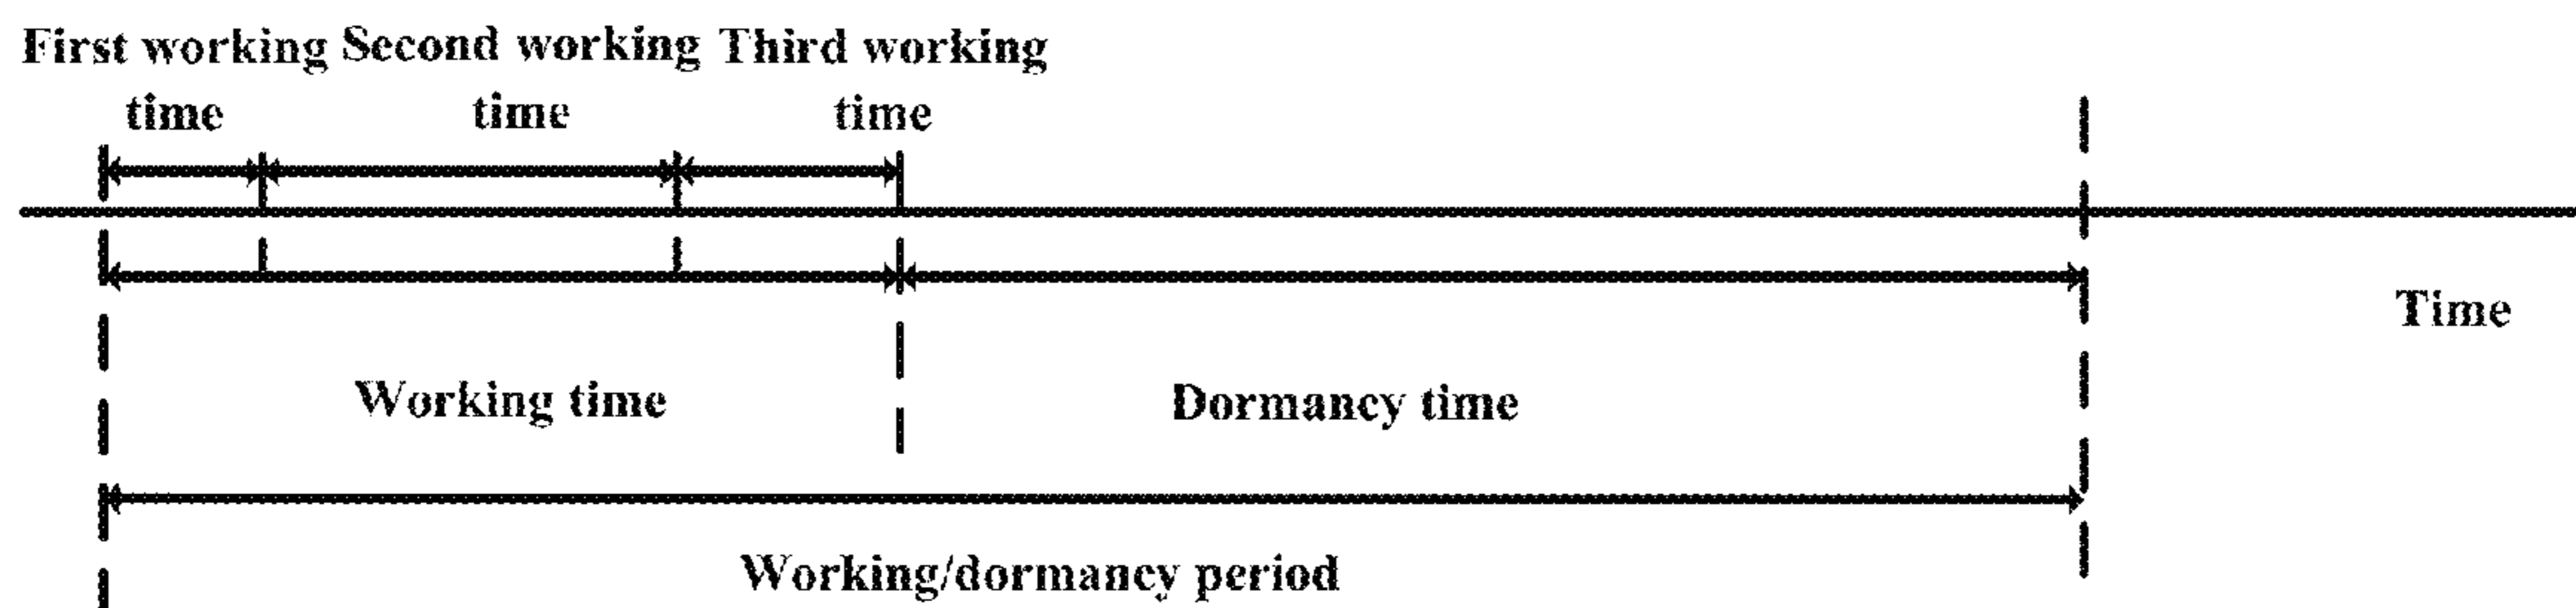 First working Second working Third working
time time time
Time
Working time Dormancy time
Working/dormancy period